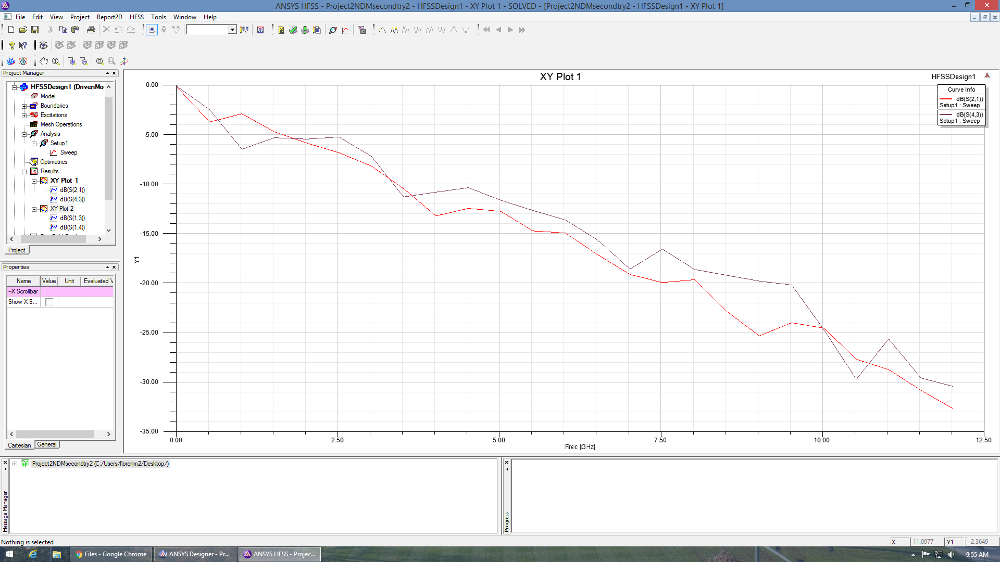 ANSYS HFSS - Project2NDMsecondtry2 - HFSSDesign1 - XY Plot 1 - SOLVED - [Project2NDMsecondtry2 - HFSSDesign1 - XY Plot 1]
File Edit View Project Report2D HFSS Tools Window Help
Project Manager
HFSSDesign1 (DrivenMo
Model
Boundaries
Excitations
Mesh Operations
Analysis
Setup1
Sweep
Optimetrics
Results
XY Plot 1
dB(S(2,1))
dB(S(4,3))
XY Plot 2
dB(S(1,3))
dB(S(1,4))
Project
Properties
Name Value Unit Evaluated V
--X Scrollbar
Show X S...
Cartesian General
XY Plot 1
HFSSDesign1
Curve Info
dB(S(2,1))
Setup1 : Sweep
dB(S(4,3))
Setup1 : Sweep
0.00
-5.00
-10.00
-15.00
-20.00
-25.00
-30.00
-35.00
Y1
0.00 2.50 5.00 7.50 10.00 12.50
Freq [GHz]
Message Manager
Project2NDMsecondtry2 (C:/Users/florenm2/Desktop/)
Progress
Nothing is selected
X 11.0977 Y1 -2.3649
Files - Google Chrome
ANSYS Designer - Pr...
ANSYS HFSS - Projec...
9:55 AM